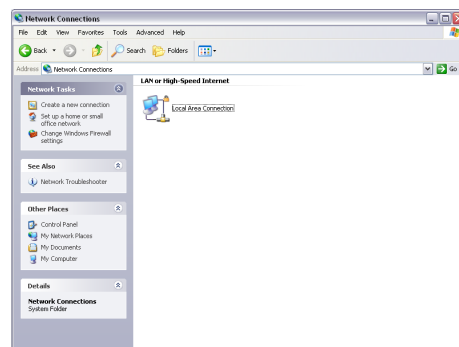 Network Connections
File Edit View Favorites Tools Advanced Help
Back Search Folders
Address Network Connections Go
Network Tasks
Create a new connection
Set up a home or small
office network
Change Windows Firewall
settings
See Also
Network Troubleshooter
Other Places
Control Panel
My Network Places
My Documents
My Computer
Details
Network Connections
System Folder
LAN or High-Speed Internet
Local Area Connection